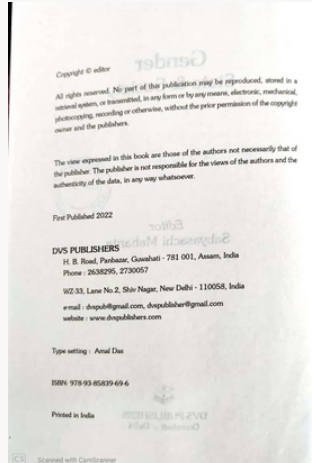 Copyright © editor
All rights reserved. No part of this publication may be reproduced, stored in a
retrieval system, or transmitted, in any form or by any means, electronic, mechanical,
photocopying, recording or otherwise, without the prior permission of the copyright
owner and the publishers.
The view expressed in this book are those of the authors not necessarily that of
the publisher. The publisher is not responsible for the views of the authors and the
authenticity of the data, in any way whatsoever.
First Published 2022
DVS PUBLISHERS
H. B. Road, Panbazar, Guwahati - 781 001, Assam, India
Phone : 2638295, 2730057
WZ-33, Lane No.2, Shiv Nagar, New Delhi - 110058, India
e-mail : dvspub@gmail.com, dvspublisher@gmail.com
website : www.dvspublishers.com
Type setting : Amal Das
ISBN: 978-93-85839-69-6
Printed in India
CS Scanned with CamScanner